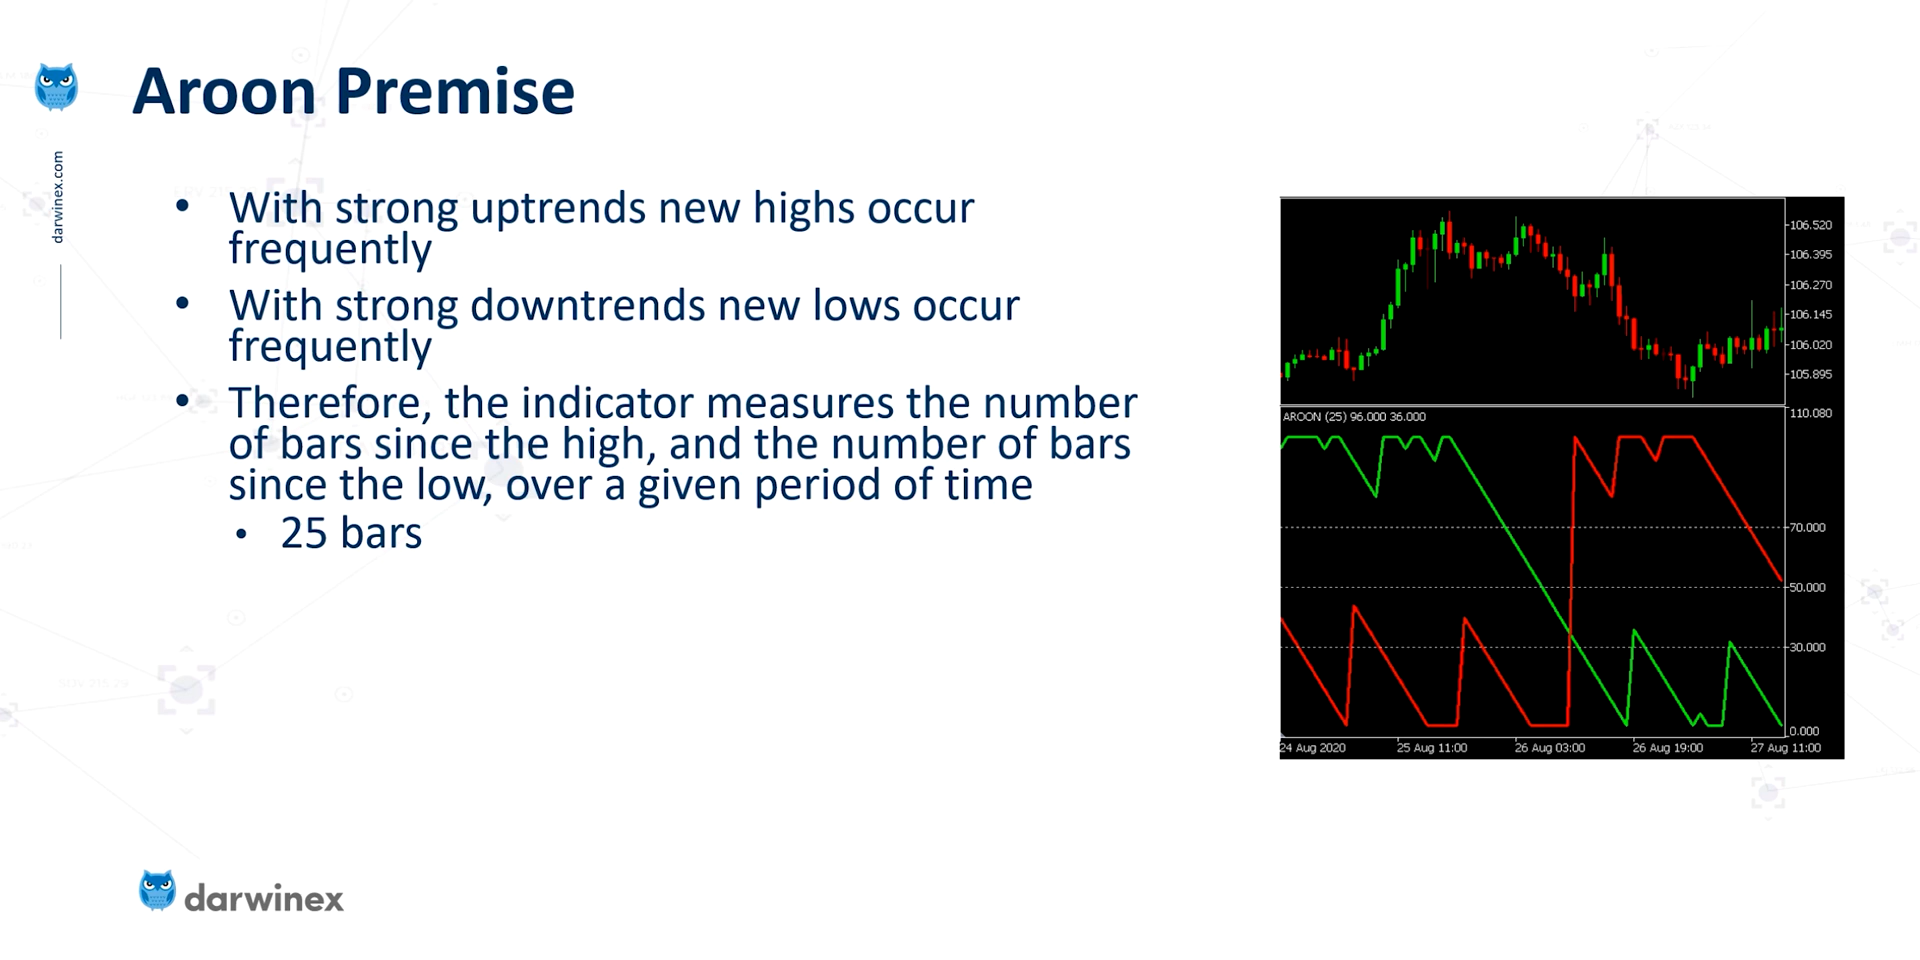 Aroon Premise
darwinex.com
• With strong uptrends new highs occur
frequently
• With strong downtrends new lows occur
frequently
• Therefore, the indicator measures the number
of bars since the high, and the number of bars
since the low, over a given period of time
• 25 bars
106.520
106.395
106.270
106.145
106.020
105.895
AROON (25) 96.000 36.000
110.080
70.000
50.000
30.000
0.000
24 Aug 2020 25 Aug 11:00 26 Aug 03:00 26 Aug 19:00 27 Aug 11:00
darwinex